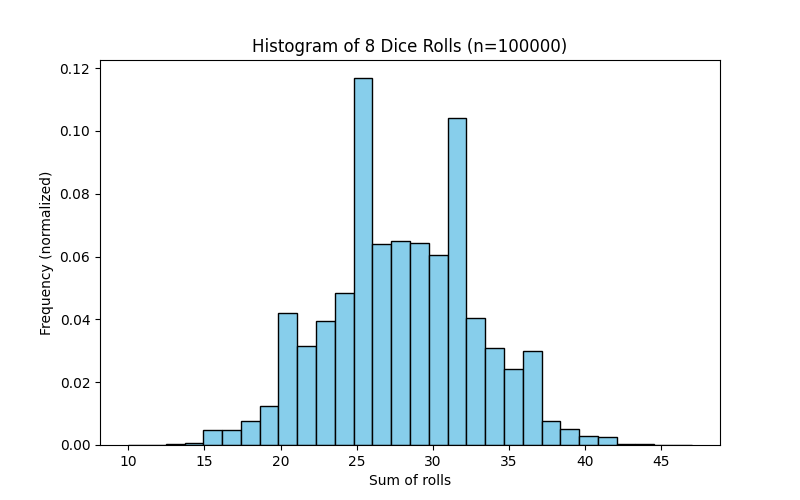 Histogram of 8 Dice Rolls (n=100000)
Frequency (normalized)
0.12
0.10
0.08
0.06
0.04
0.02
0.00
10 15 20 25 30 35 40 45
Sum of rolls